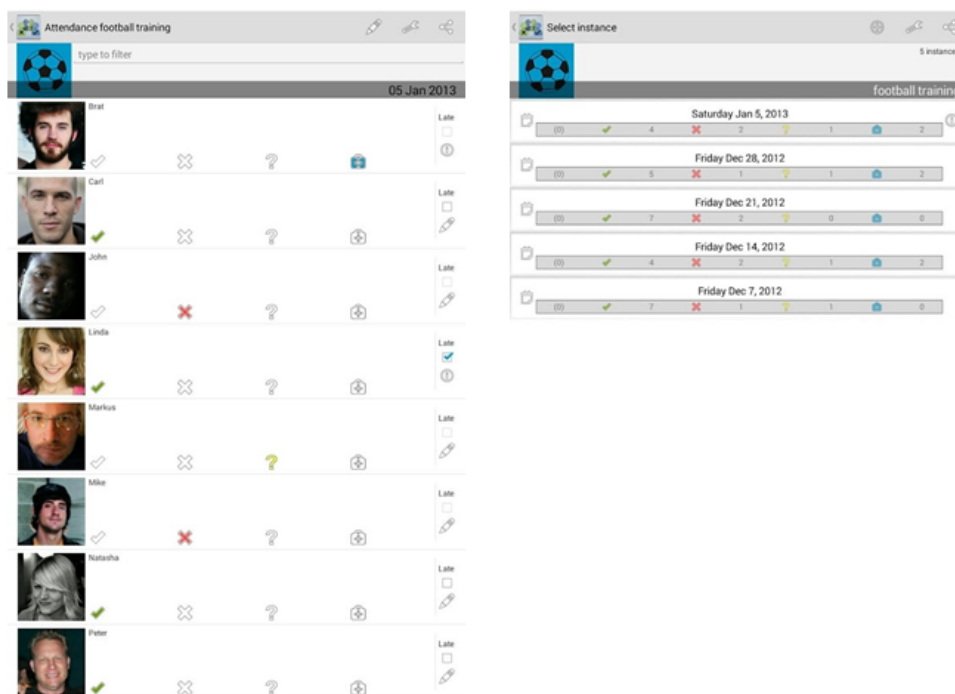 Attendance football training
type to filter
05 Jan 2013
Brat
Late
Carl
Late
John
Late
Linda
Late
Markus
Late
Mike
Late
Natasha
Late
Peter
Late
Select instance
5 instance
football training
Saturday Jan 5, 2013
(0) 4 2 1 2
Friday Dec 28, 2012
(0) 5 1 1 2
Friday Dec 21, 2012
(0) 7 2 0 0
Friday Dec 14, 2012
(0) 4 2 1 2
Friday Dec 7, 2012
(0) 7 1 1 0